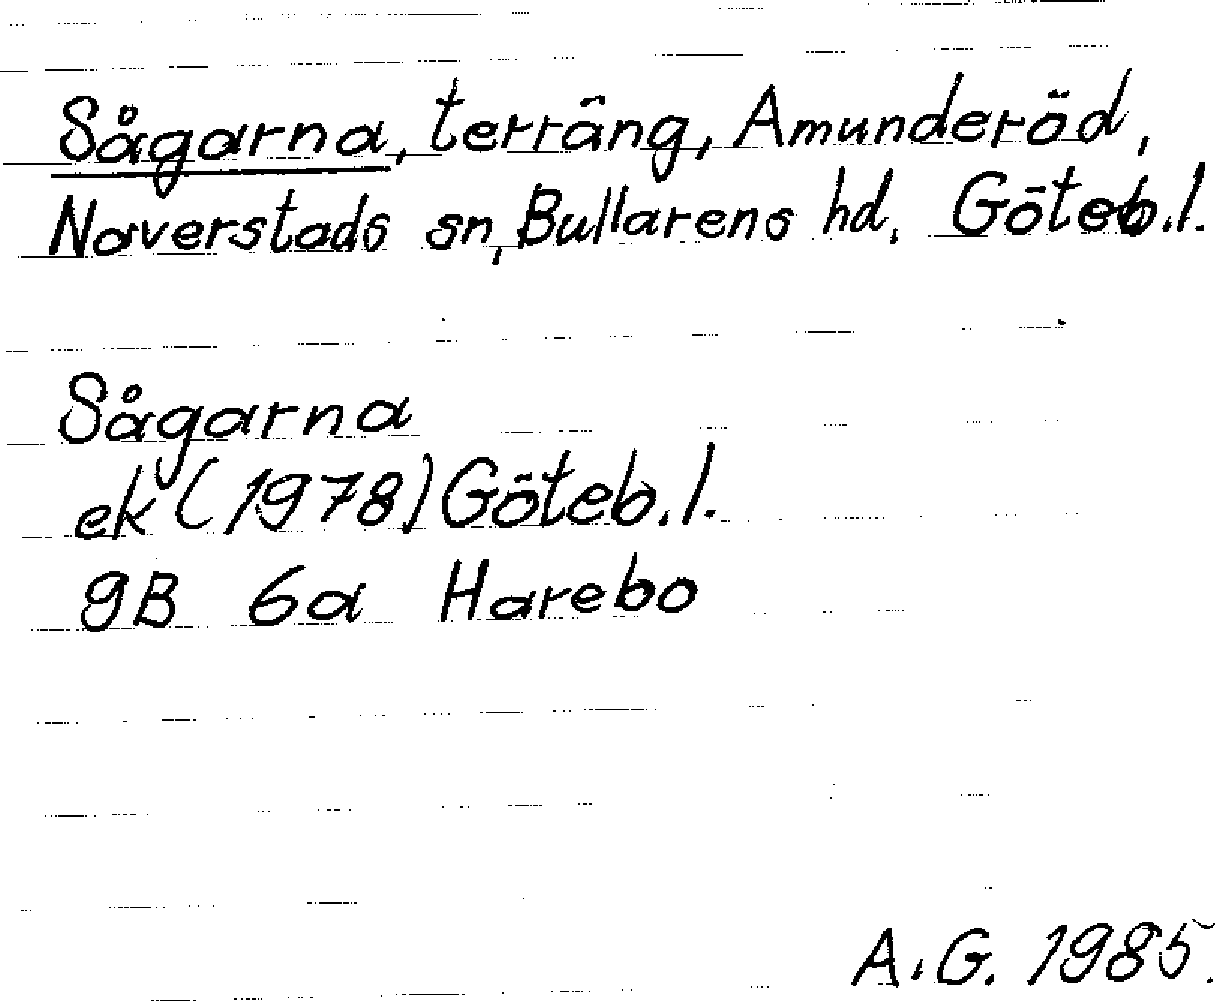 Sågarna, terräng, Amunderöd,
Naverstads sn, Bullarens hd, Göteb.l.
Sågarna
ek (1978) Göteb.l.
9B 6a Harebo
A.G. 1985.